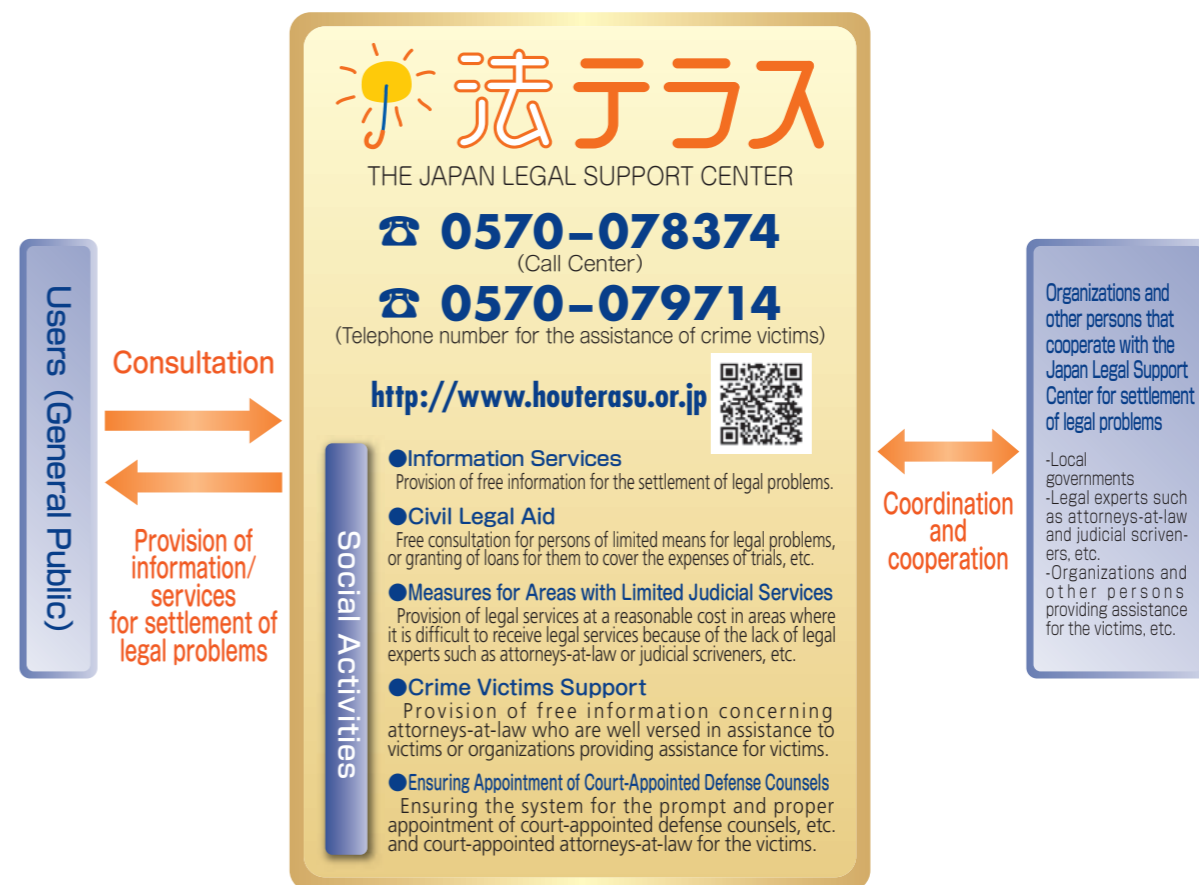 法テラス
THE JAPAN LEGAL SUPPORT CENTER
☎ 0570-078374
(Call Center)
☎ 0570-079714
(Telephone number for the assistance of crime victims)
http://www.houterasu.or.jp
Users (General Public)
Consultation
Provision of
information/
services
for settlement of
legal problems
Social Activities
●Information Services
Provision of free information for the settlement of legal problems.
●Civil Legal Aid
Free consultation for persons of limited means for legal problems,
or granting of loans for them to cover the expenses of trials, etc.
●Measures for Areas with Limited Judicial Services
Provision of legal services at a reasonable cost in areas where
it is difficult to receive legal services because of the lack of legal
experts such as attorneys-at-law or judicial scriveners, etc.
●Crime Victims Support
Provision of free information concerning
attorneys-at-law who are well versed in assistance to
victims or organizations providing assistance for victims.
●Ensuring Appointment of Court-Appointed Defense Counsels
Ensuring the system for the prompt and proper
appointment of court-appointed defense counsels, etc.
and court-appointed attorneys-at-law for the victims.
Coordination
and
cooperation
Organizations and
other persons that
cooperate with the
Japan Legal Support
Center for settlement
of legal problems
-Local
governments
-Legal experts such
as attorneys-at-law
and judicial scriven-
ers, etc.
-Organizations and
other persons
providing assistance
for the victims, etc.